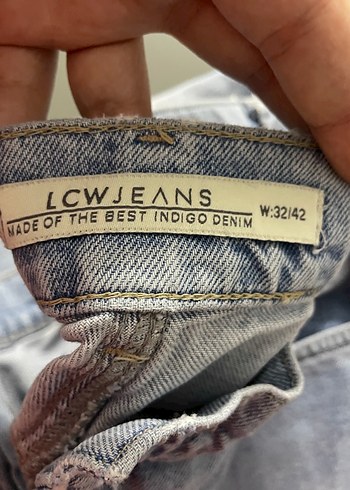 LCWJEANS
MADE OF THE BEST INDIGO DENIM
W:32/42